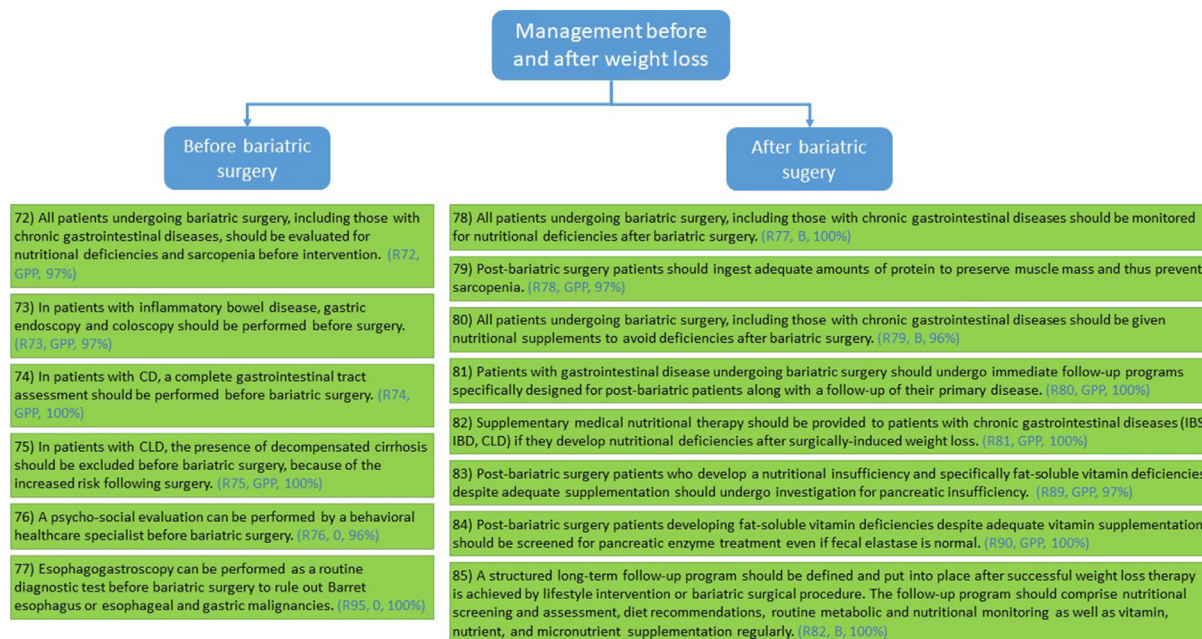 Management before
and after weight loss
Before bariatric
surgery
After bariatric
sugery
72) All patients undergoing bariatric surgery, including those with
chronic gastrointestinal diseases, should be evaluated for
nutritional deficiencies and sarcopenia before intervention. (R72,
GPP, 97%)
73) In patients with inflammatory bowel disease, gastric
endoscopy and coloscopy should be performed before surgery.
(R73, GPP, 97%)
74) In patients with CD, a complete gastrointestinal tract
assessment should be performed before bariatric surgery. (R74,
GPP, 100%)
75) In patients with CLD, the presence of decompensated cirrhosis
should be excluded before bariatric surgery, because of the
increased risk following surgery. (R75, GPP, 100%)
76) A psycho-social evaluation can be performed by a behavioral
healthcare specialist before bariatric surgery. (R76, 0, 96%)
77) Esophagogastroscopy can be performed as a routine
diagnostic test before bariatric surgery to rule out Barret
esophagus or esophageal and gastric malignancies. (R95, 0, 100%)
78) All patients undergoing bariatric surgery, including those with chronic gastrointestinal diseases should be monitored
for nutritional deficiencies after bariatric surgery. (R77, B, 100%)
79) Post-bariatric surgery patients should ingest adequate amounts of protein to preserve muscle mass and thus prevent
sarcopenia. (R78, GPP, 97%)
80) All patients undergoing bariatric surgery, including those with chronic gastrointestinal diseases should be given
nutritional supplements to avoid deficiencies after bariatric surgery. (R79, B, 96%)
81) Patients with gastrointestinal disease undergoing bariatric surgery should undergo immediate follow-up programs
specifically designed for post-bariatric patients along with a follow-up of their primary disease. (R80, GPP, 100%)
82) Supplementary medical nutritional therapy should be provided to patients with chronic gastrointestinal diseases (IBS
IBD, CLD) if they develop nutritional deficiencies after surgically-induced weight loss. (R81, GPP, 100%)
83) Post-bariatric surgery patients who develop a nutritional insufficiency and specifically fat-soluble vitamin deficiencies
despite adequate supplementation should undergo investigation for pancreatic insufficiency. (R89, GPP, 97%)
84) Post-bariatric surgery patients developing fat-soluble vitamin deficiencies despite adequate vitamin supplementation
should be screened for pancreatic enzyme treatment even if fecal elastase is normal. (R90, GPP, 100%)
85) A structured long-term follow-up program should be defined and put into place after successful weight loss therapy
is achieved by lifestyle intervention or bariatric surgical procedure. The follow-up program should comprise nutritional
screening and assessment, diet recommendations, routine metabolic and nutritional monitoring as well as vitamin,
nutrient, and micronutrient supplementation regularly. (R82, B, 100%)